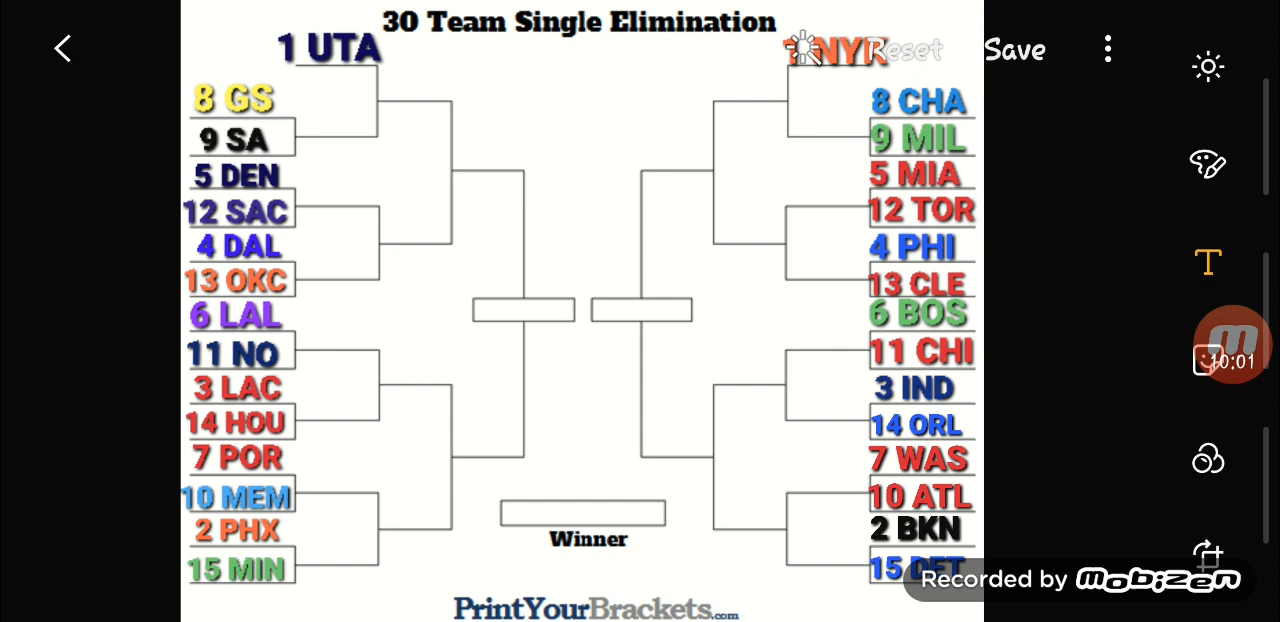 30 Team Single Elimination
1 UTA
8 GS
9 SA
5 DEN
12 SAC
4 DAL
13 OKC
6 LAL
11 NO
3 LAC
14 HOU
7 POR
10 MEM
2 PHX
15 MIN
1 NYK
8 CHA
9 MIL
5 MIA
12 TOR
4 PHI
13 CLE
6 BOS
11 CHI
3 IND
14 ORL
7 WAS
10 ATL
2 BKN
15 DET
Winner
PrintYourBrackets.com
Reset
Save
T
m
10:01
Recorded by mobizen